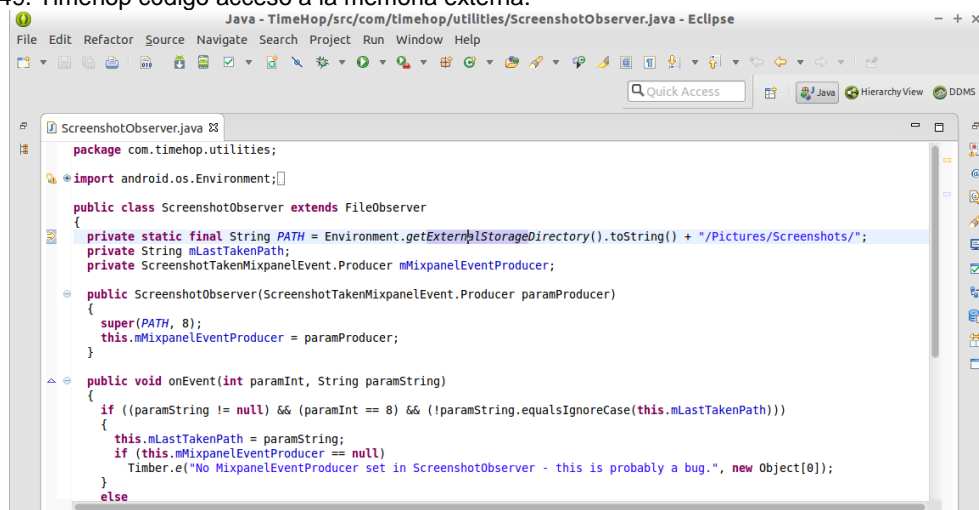 49. Timehop código acceso a la memoria externa.
Java - TimeHop/src/com/timehop/utilities/ScreenshotObserver.java - Eclipse
File Edit Refactor Source Navigate Search Project Run Window Help
Quick Access
Java Hierarchy View DDMS
ScreenshotObserver.java
package com.timehop.utilities;
import android.os.Environment;
public class ScreenshotObserver extends FileObserver
{
private static final String PATH = Environment.getExternalStorageDirectory().toString() + "/Pictures/Screenshots/";
private String mLastTakenPath;
private ScreenshotTakenMixpanelEvent.Producer mMixpanelEventProducer;
public ScreenshotObserver(ScreenshotTakenMixpanelEvent.Producer paramProducer)
{
super(PATH, 8);
this.mMixpanelEventProducer = paramProducer;
}
public void onEvent(int paramInt, String paramString)
{
if ((paramString != null) && (paramInt == 8) && (!paramString.equalsIgnoreCase(this.mLastTakenPath)))
{
this.mLastTakenPath = paramString;
if (this.mMixpanelEventProducer == null)
Timber.e("No MixpanelEventProducer set in ScreenshotObserver - this is probably a bug.", new Object[0]);
}
else